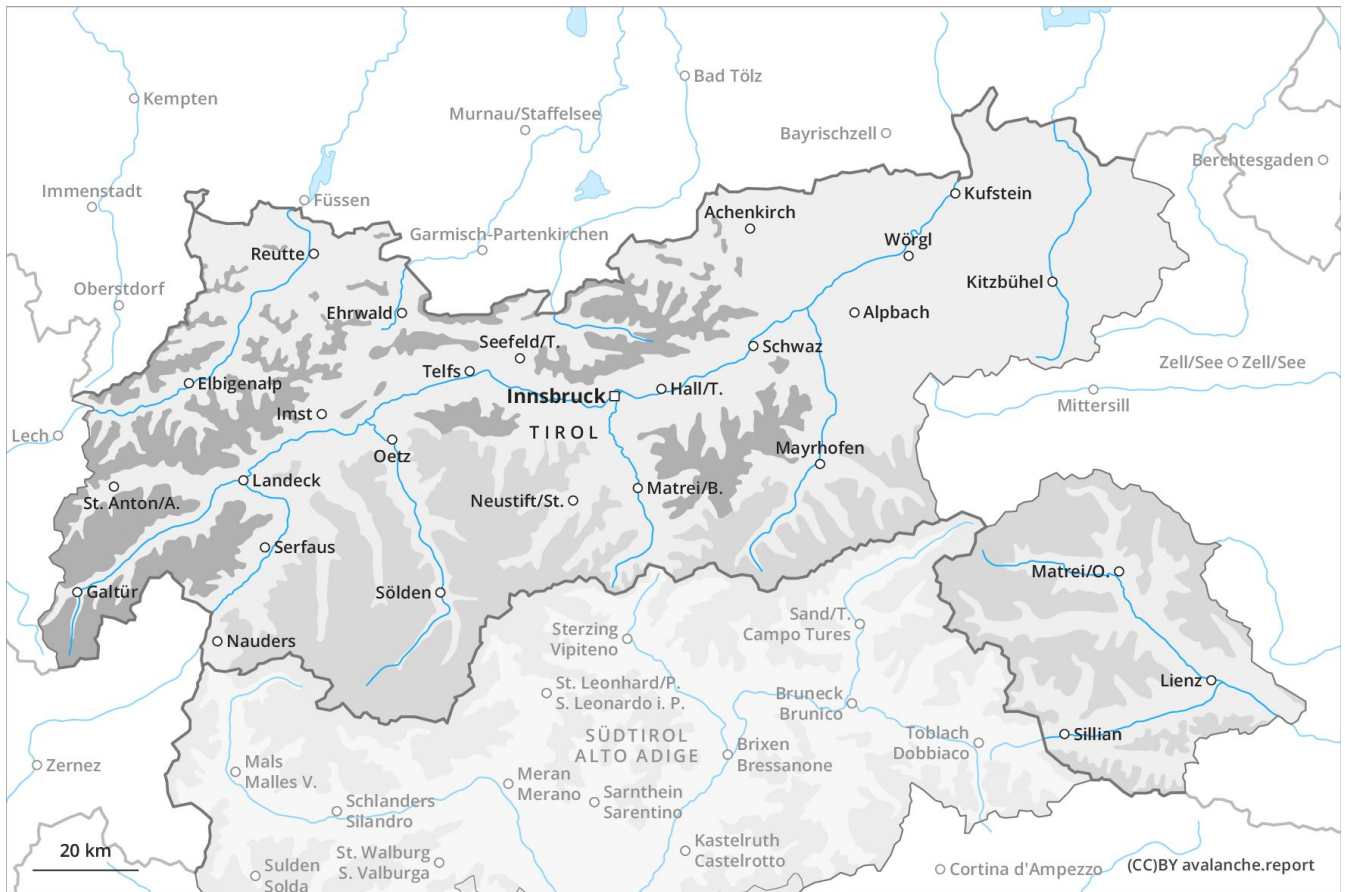 Kempten
Bad Tölz
Murnau/Staffelsee
Bayrischzell
Berchtesgaden
Immenstadt
Füssen
Kufstein
Achenkirch
Garmisch-Partenkirchen
Wörgl
Reutte
Oberstdorf
Kitzbühel
Ehrwald
Alpbach
Seefeld/T.
Schwaz
Zell/See
Zell/See
Telfs
Elbigenalp
Innsbruck
Hall/T.
Mittersill
Imst
Lech
TIROL
Mayrhofen
Oetz
Landeck
St. Anton/A.
Neustift/St.
Matrei/B.
Serfaus
Galtür
Sölden
Matrei/O.
Sand/T.
Campo Tures
Sterzing
Vipiteno
Nauders
Lienz
St. Leonhard/P.
S. Leonardo i. P.
Bruneck
Brunico
SÜDTIROL
ALTO ADIGE
Toblach
Dobbiaco
Sillian
Brixen
Bressanone
Zernez
Mals
Malles V.
Meran
Merano
Sarnthein
Sarentino
Schlanders
Silandro
Kastelruth
Castelrotto
20 km
St. Walburg
S. Valburga
Sulden
Solda
Cortina d'Ampezzo
(CC)BY avalanche.report